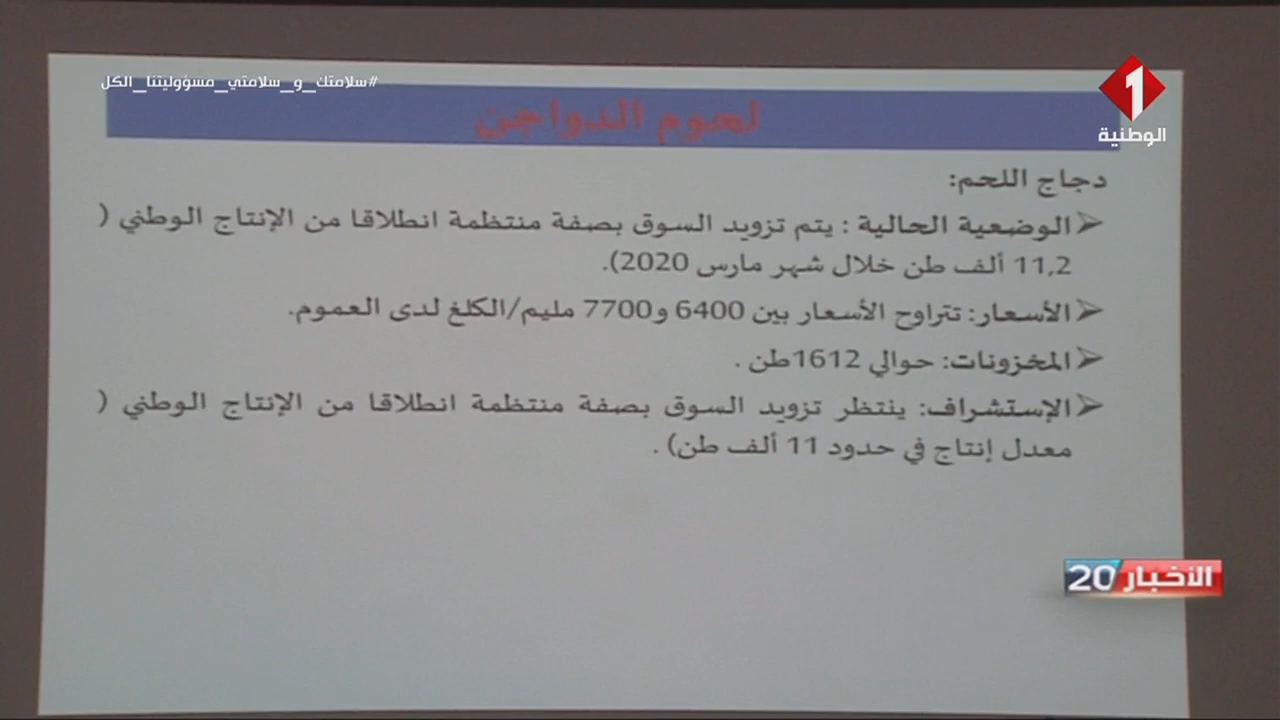 #سلامتك_و_سلامتي_مسؤوليتنا_الكل
1
الوطنية
لحوم الدواجن
دجاج اللحم:
الوضعية الحالية : يتم تزويد السوق بصفة منتظمة انطلاقا من الإنتاج الوطني (
11,2 ألف طن خلال شهر مارس 2020).
الأسعار: تتراوح الأسعار بين 6400 و7700 مليم/الكلغ لدى العموم.
المخزونات: حوالي 1612طن .
الإستشراف: ينتظر تزويد السوق بصفة منتظمة انطلاقا من الإنتاج الوطني (
معدل إنتاج في حدود 11 ألف طن) .
الأخبار 20